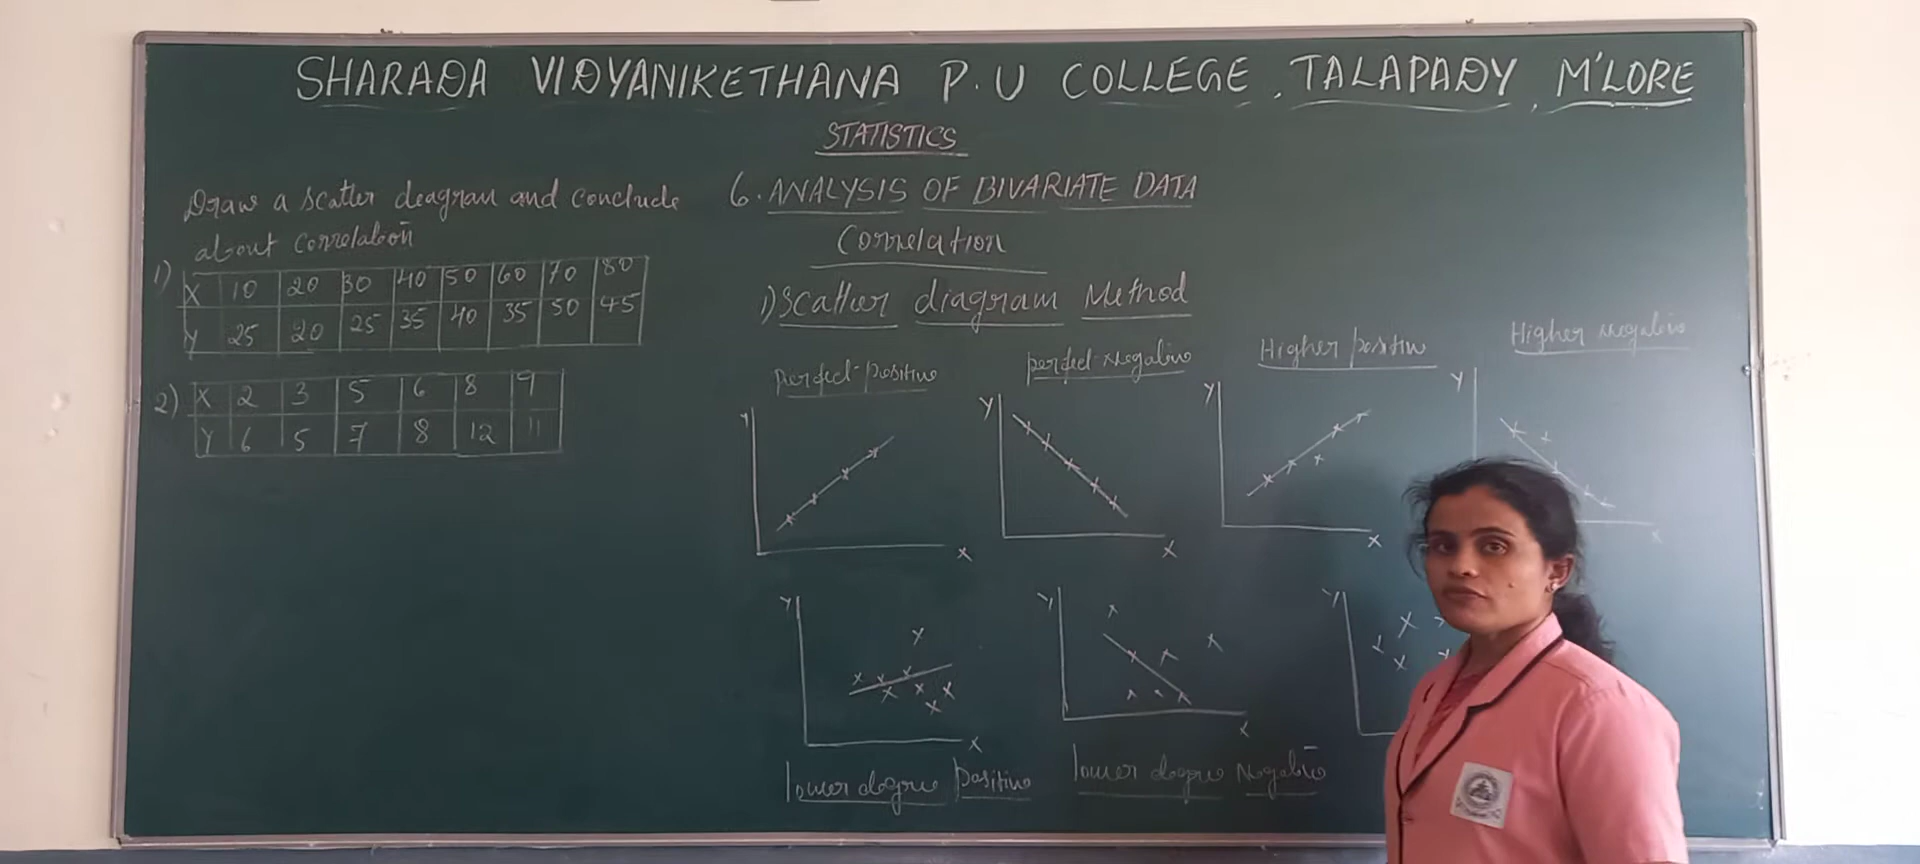 SHARADA VIDYANIKETHANA P.U COLLEGE, TALAPADY, M'LORE
STATISTICS
Draw a scatter deagram and conclude
about Correlation
1)
X 10 20 30 40 50 60 70 80
Y 25 20 25 35 40 35 50 45
2)
X 2 3 5 6 8 9
Y 6 5 7 8 12 11
6. ANALYSIS OF BIVARIATE DATA
Correlation
1) Scatter diagram Method
Perfect-positive
perfect-Negative
Higher positive
Higher Negative
Y
X
Y
X
Y
X
Y
X
Y
X
lower degree Positive
Y
X
lower degree Negative
Y